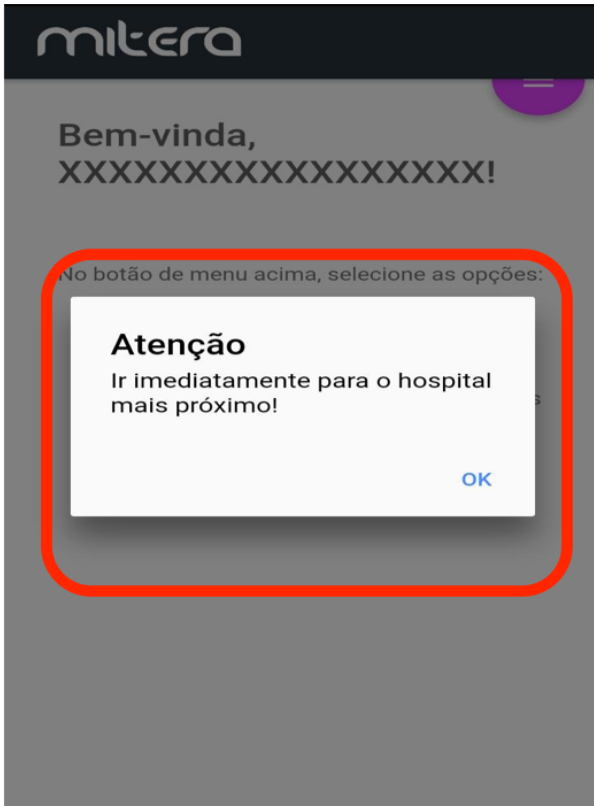 mitera
Bem-vinda,
XXXXXXXXXXXXXXXXXX!
No botão de menu acima, selecione as opções:
Atenção
Ir imediatamente para o hospital
mais próximo!
OK